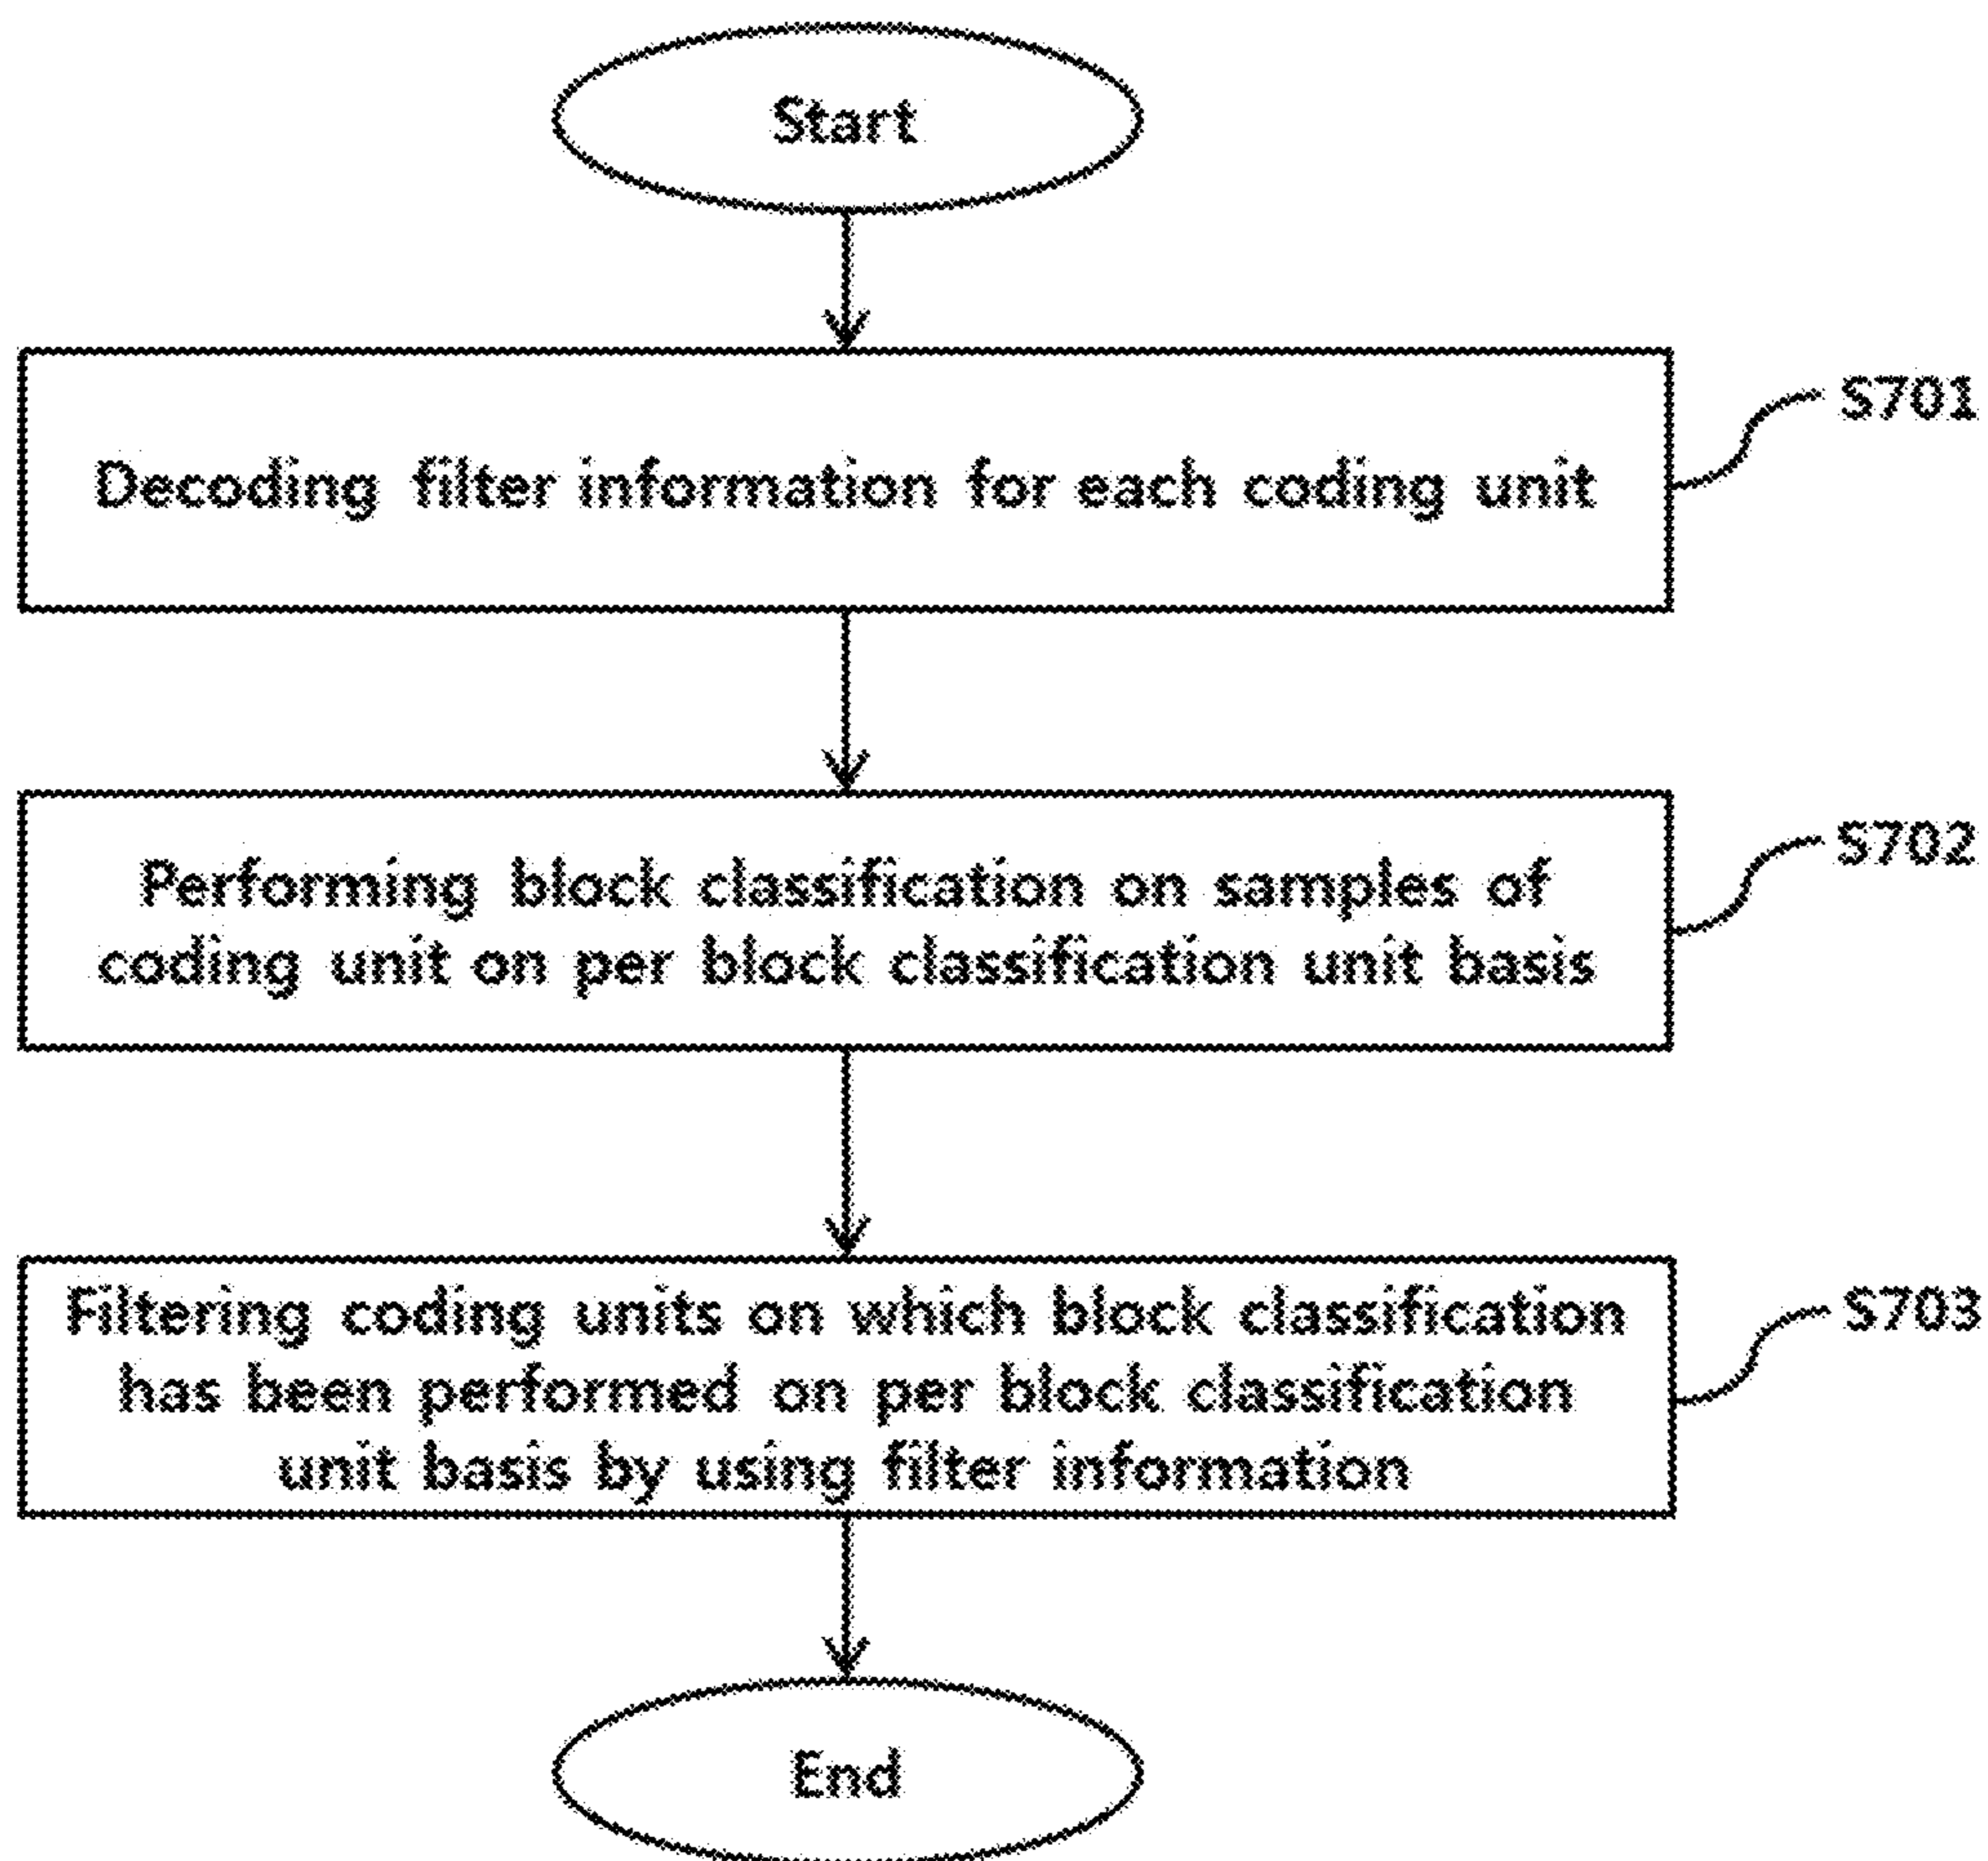 Start
S701
Decoding filter information for each coding unit
S702
Performing block classification on samples of
coding unit on per block classification unit basis
S703
Filtering coding units on which block classification
has been performed on per block classification
unit basis by using filter information
End